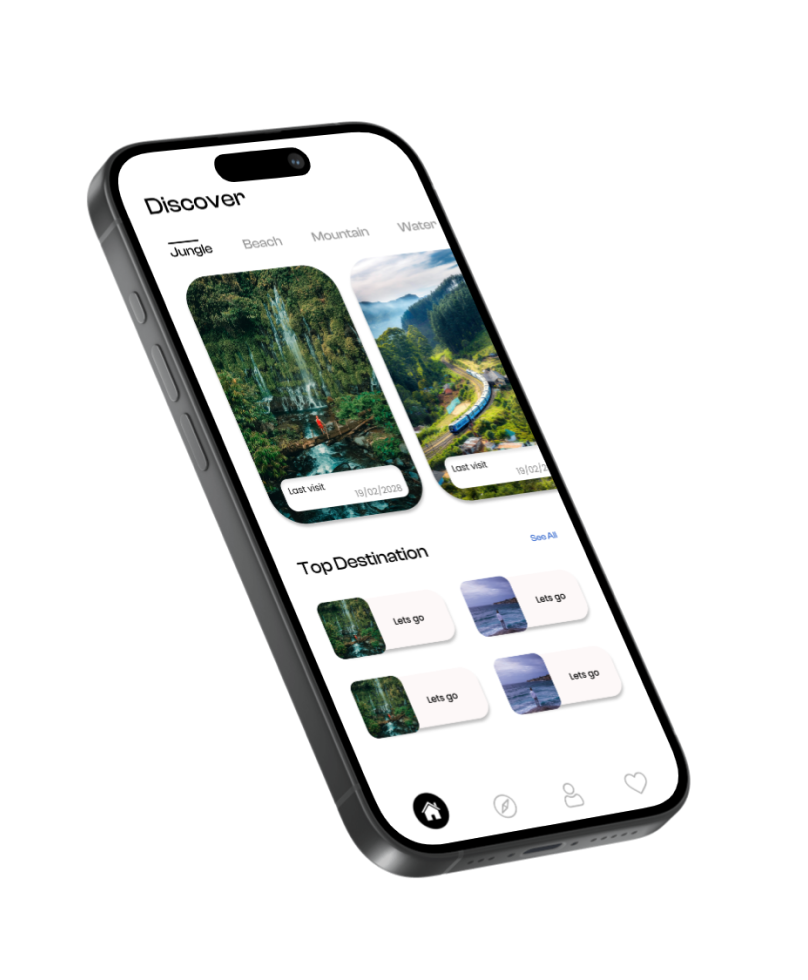 Discover
Jungle Beach Mountain Water
Last visit 19/02/2028
Last visit 19/02/2
Top Destination See All
Lets go Lets go
Lets go Lets go